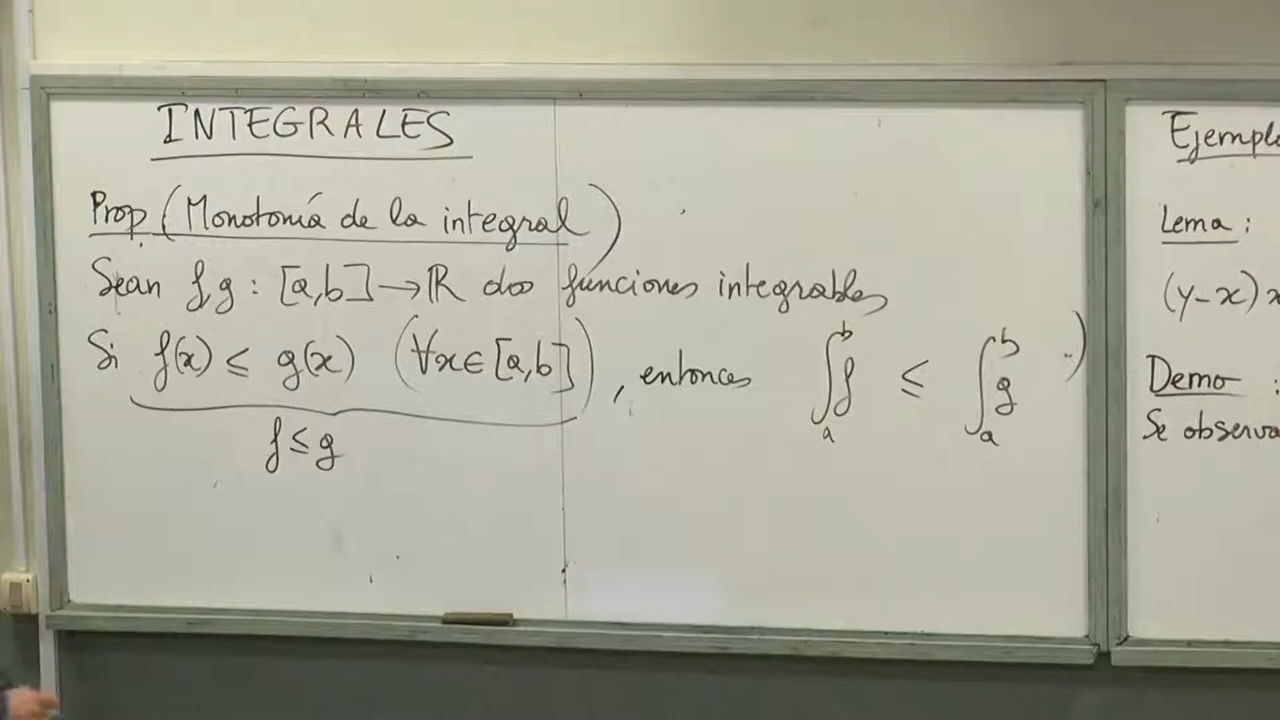 INTEGRALES
Prop. (Monotonía de la integral)
Sean f,g : [a,b] → ℝ dos funciones integrables
Si f(x) ≤ g(x) (∀x∈[a,b]), entonces ∫_a^b f ≤ ∫_a^b g .)
f ≤ g
Ejemplo
Lema :
(y-x)x
Demo :
Se observa